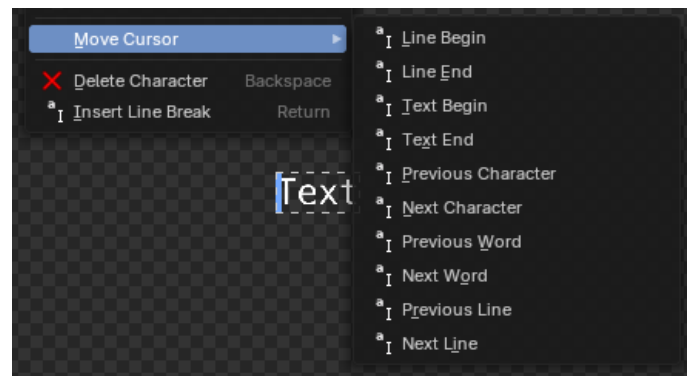 Move Cursor
Delete Character Backspace
Insert Line Break Return
Line Begin
Line End
Text Begin
Text End
Previous Character
Next Character
Previous Word
Next Word
Previous Line
Next Line
Text